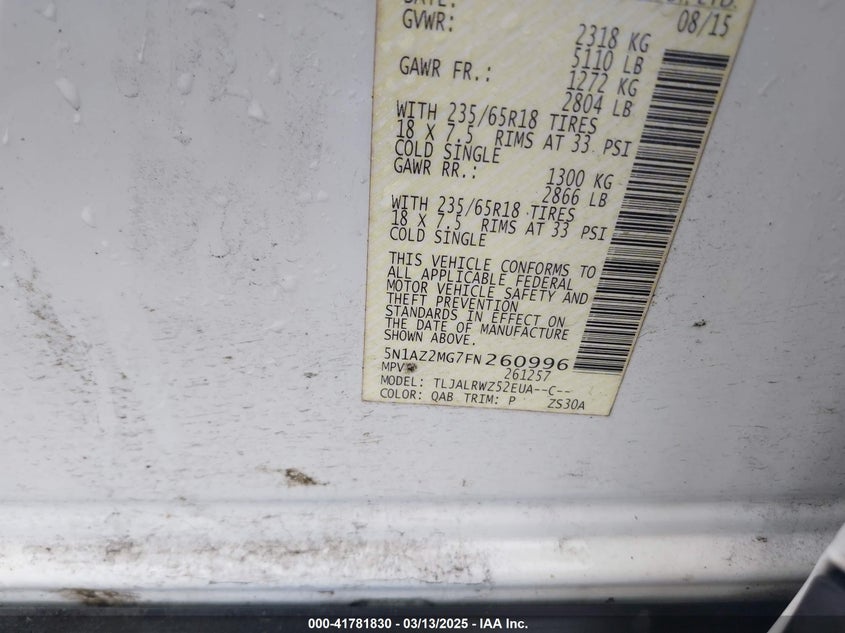 DATE:
LTD.
08/15
GVWR:
2318 KG
5110 LB
GAWR FR.:
1272 KG
2804 LB
WITH 235/65R18 TIRES
18 X 7.5 RIMS AT 33 PSI
COLD SINGLE
GAWR RR.:
1300 KG
2866 LB
WITH 235/65R18 TIRES
18 X 7.5 RIMS AT 33 PSI
COLD SINGLE
THIS VEHICLE CONFORMS TO
ALL APPLICABLE FEDERAL
MOTOR VEHICLE SAFETY AND
THEFT PREVENTION
STANDARDS IN EFFECT ON
THE DATE OF MANUFACTURE
SHOWN ABOVE.
5N1AZ2MG7FN260996
MPV
261257
MODEL: TLJALRWZ52EUA--C--
COLOR: QAB TRIM: P ZS30A
000-41781830 - 03/13/2025 - IAA Inc.